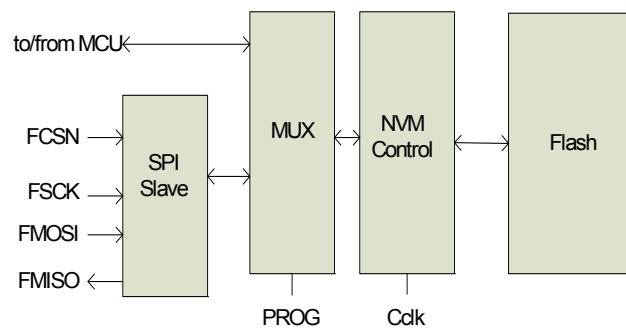 to/from MCU
FCSN
FSCK
FMOSI
FMISO
SPI
Slave
MUX
NVM
Control
Flash
PROG
Cclk